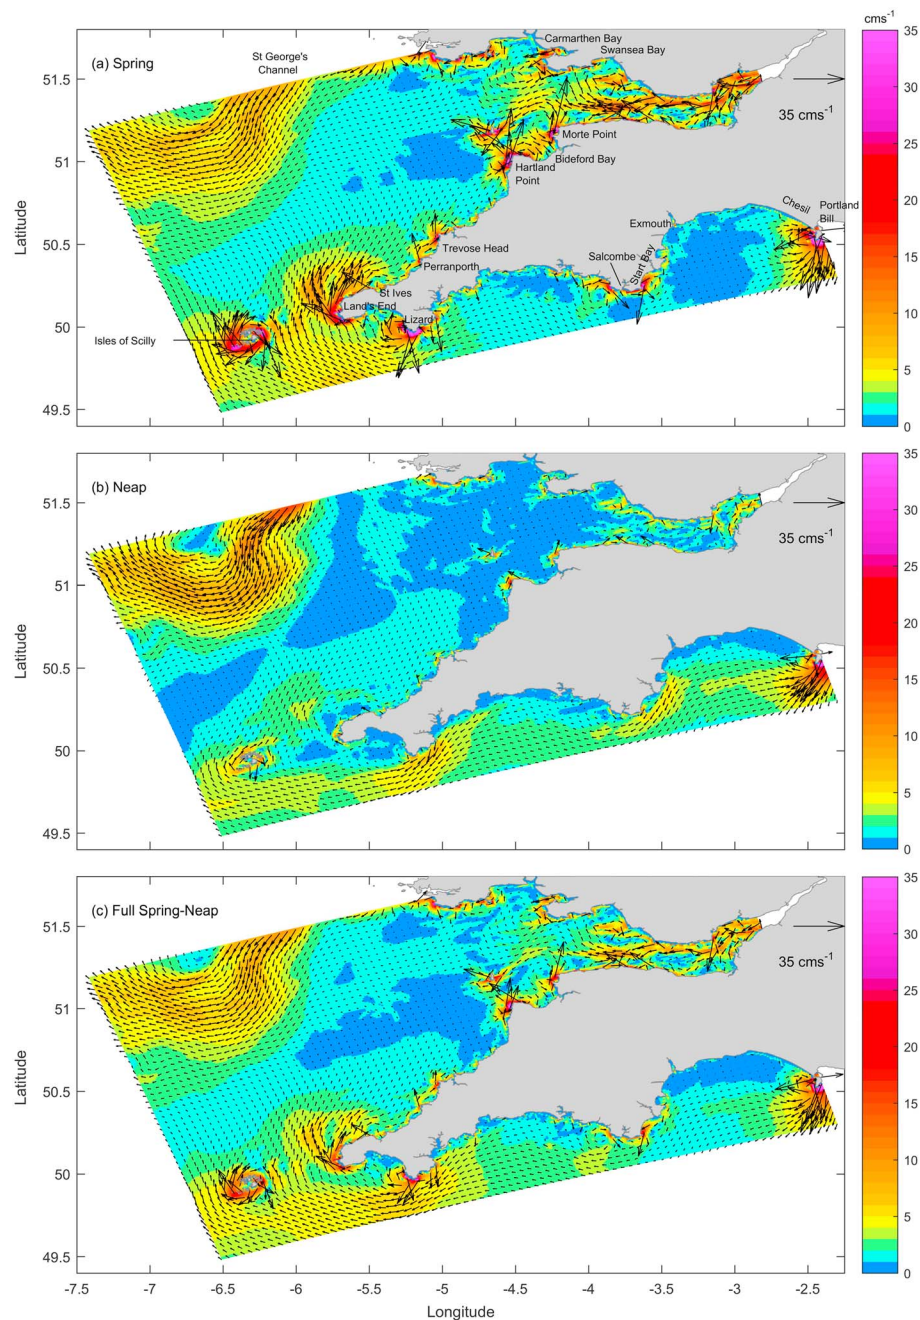 cms-1
(a) Spring
St George's
Channel
Carmarthen Bay
Swansea Bay
35 cms-1
Morte Point
Bideford Bay
Hartland
Point
Chesil
Portland
Bill
Exmouth
Salcombe
Start Bay
Trevose Head
Perranporth
St Ives
Land's End
Lizard
Isles of Scilly
Latitude
51.5
51
50.5
50
49.5
35
30
25
20
15
10
5
0
(b) Neap
35 cms-1
Latitude
51.5
51
50.5
50
49.5
35
30
25
20
15
10
5
0
(c) Full Spring-Neap
35 cms-1
Latitude
51.5
51
50.5
50
49.5
35
30
25
20
15
10
5
0
-7.5 -7 -6.5 -6 -5.5 -5 -4.5 -4 -3.5 -3 -2.5
Longitude